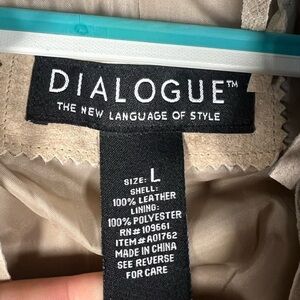 DIALOGUE™
THE NEW LANGUAGE OF STYLE
SIZE: L
SHELL:
100% LEATHER
LINING:
100% POLYESTER
RN# 109661
ITEM# A01762
MADE IN CHINA
SEE REVERSE
FOR CARE